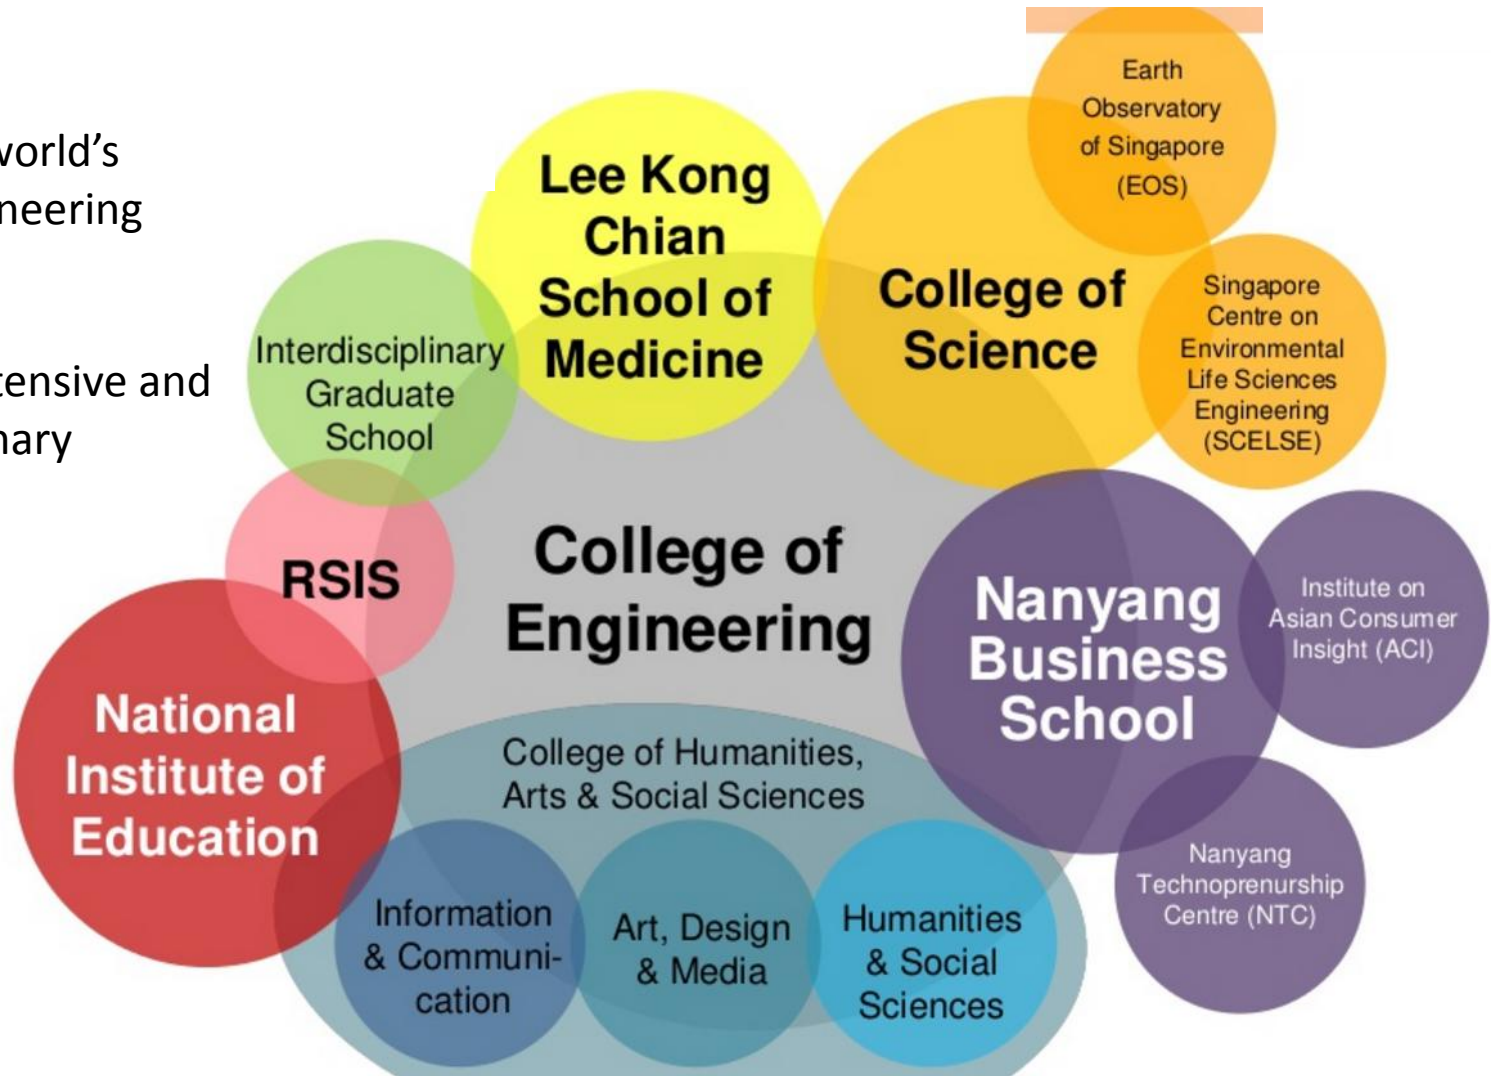 world's
neering
tensive and
nary
Earth
Observatory
of Singapore
(EOS)
Lee Kong
Chian
School of
Medicine
College of
Science
Singapore
Centre on
Environmental
Life Sciences
Engineering
(SCELSE)
Interdisciplinary
Graduate
School
RSIS
College of
Engineering
Nanyang
Business
School
Institute on
Asian Consumer
Insight (ACI)
National
Institute of
Education
College of Humanities,
Arts & Social Sciences
Nanyang
Technoprenurship
Centre (NTC)
Information
& Communi-
cation
Art, Design
& Media
Humanities
& Social
Sciences